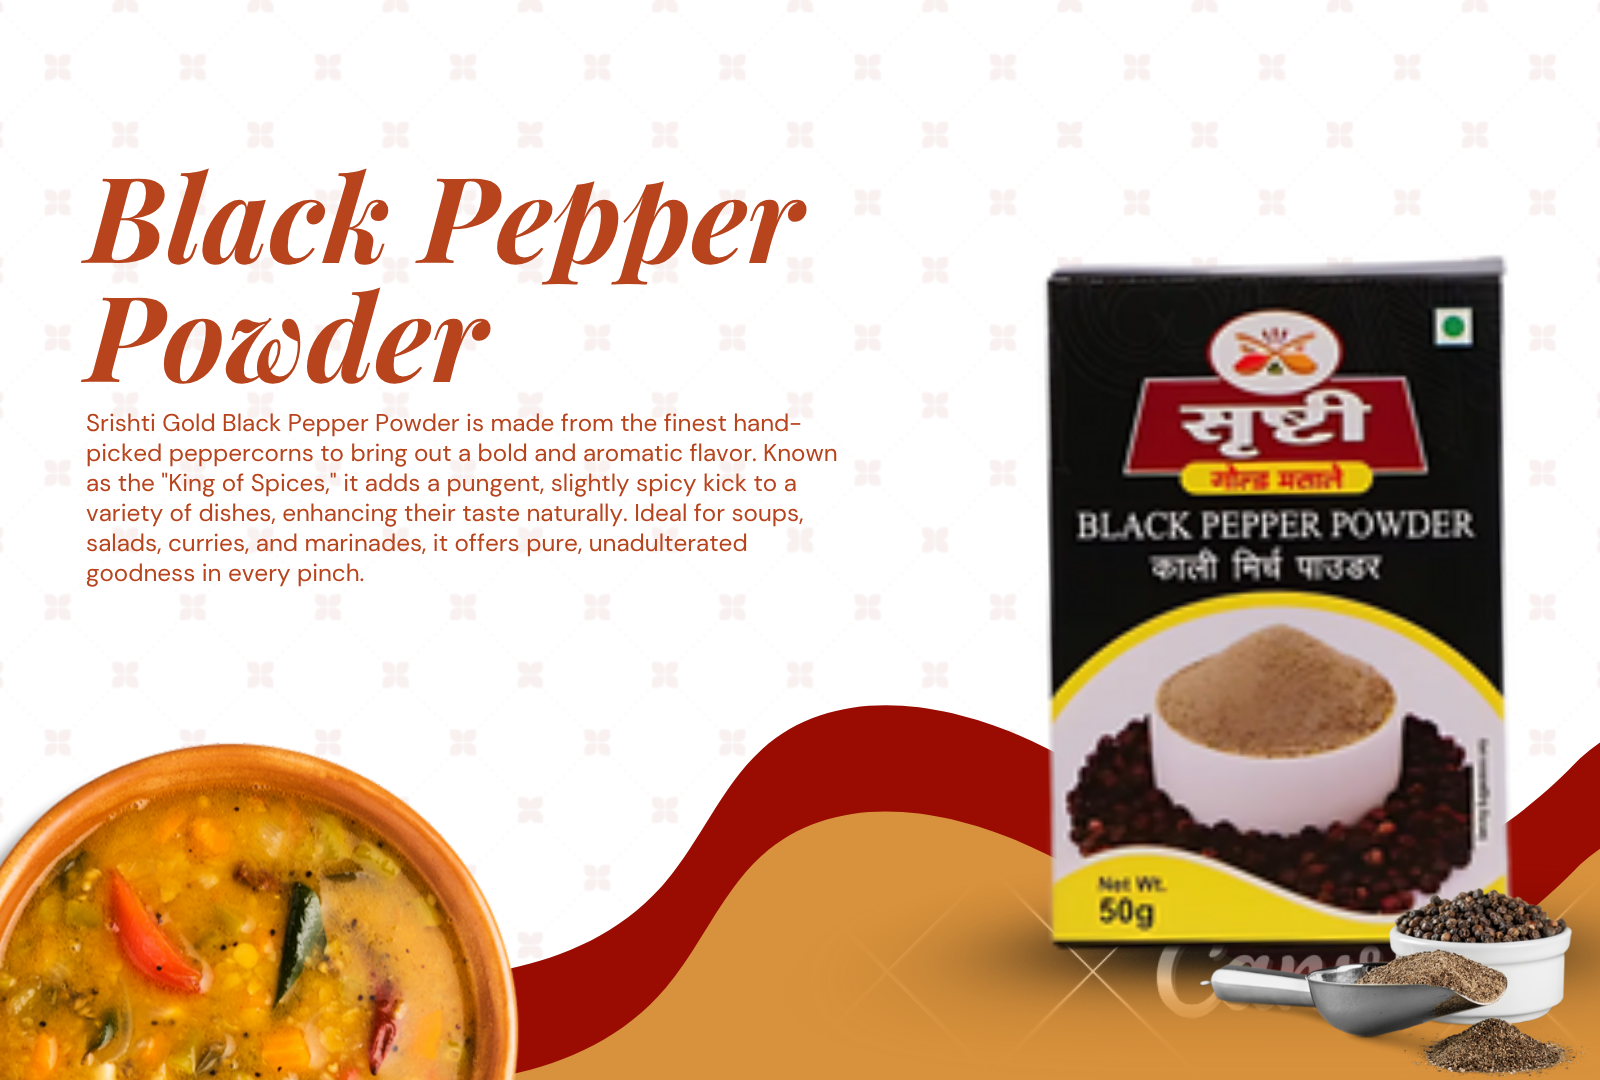 Black Pepper
Powder
Srishti Gold Black Pepper Powder is made from the finest hand-
picked peppercorns to bring out a bold and aromatic flavor. Known
as the "King of Spices," it adds a pungent, slightly spicy kick to a
variety of dishes, enhancing their taste naturally. Ideal for soups,
salads, curries, and marinades, it offers pure, unadulterated
goodness in every pinch.
सृष्टी
गोल्ड मसाले
BLACK PEPPER POWDER
काली मिर्च पाउडर
Net Wt.
50g